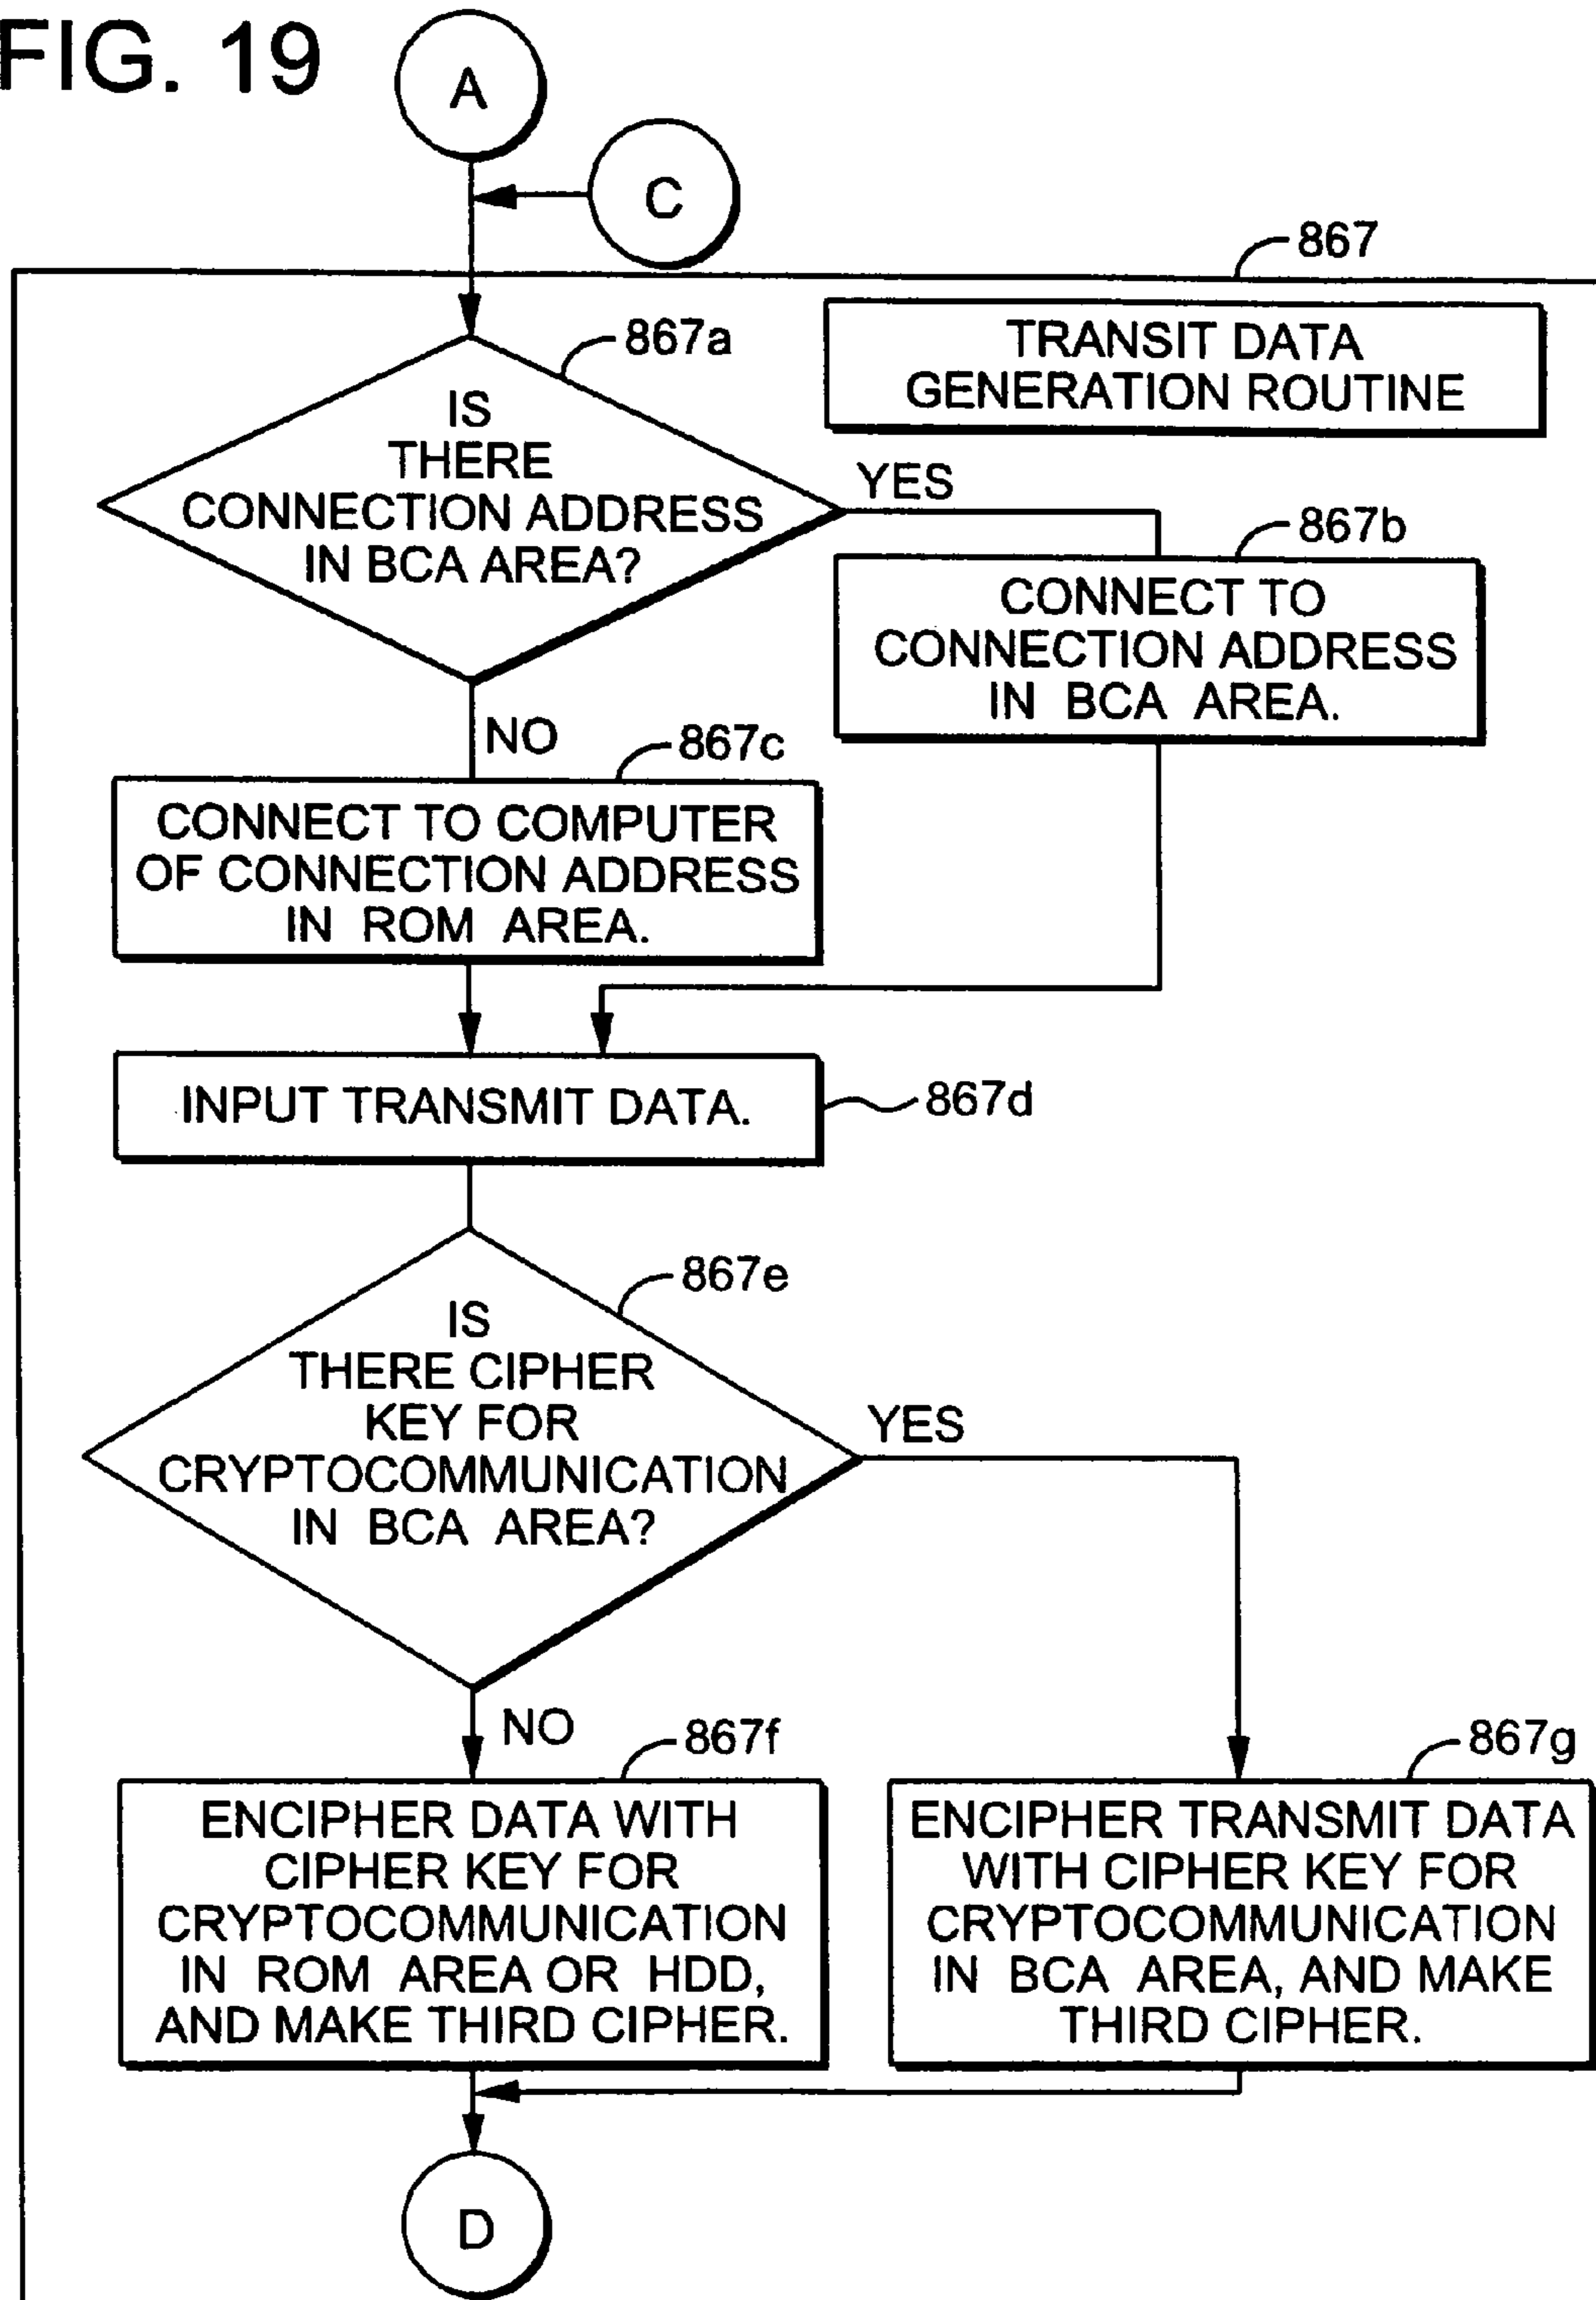 FIG. 19
A
C
867
TRANSIT DATA
GENERATION ROUTINE
867a
IS
THERE
CONNECTION ADDRESS
IN BCA AREA?
YES
867b
CONNECT TO
CONNECTION ADDRESS
IN BCA AREA.
NO
867c
CONNECT TO COMPUTER
OF CONNECTION ADDRESS
IN ROM AREA.
INPUT TRANSMIT DATA.
867d
867e
IS
THERE CIPHER
KEY FOR
CRYPTOCOMMUNICATION
IN BCA AREA?
YES
NO
867f
ENCIPHER DATA WITH
CIPHER KEY FOR
CRYPTOCOMMUNICATION
IN ROM AREA OR HDD,
AND MAKE THIRD CIPHER.
867g
ENCIPHER TRANSMIT DATA
WITH CIPHER KEY FOR
CRYPTOCOMMUNICATION
IN BCA AREA, AND MAKE
THIRD CIPHER.
D